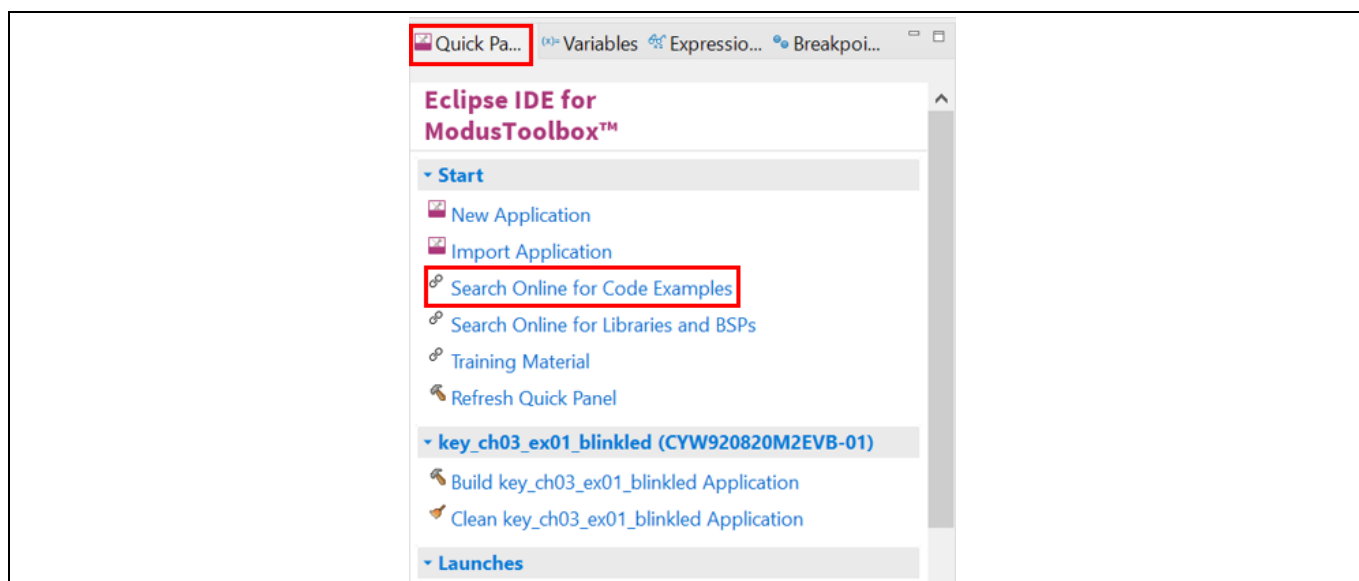 Quick Pa... (x)= Variables Expressio... Breakpoi...
Eclipse IDE for
ModusToolbox™
Start
New Application
Import Application
Search Online for Code Examples
Search Online for Libraries and BSPs
Training Material
Refresh Quick Panel
key_ch03_ex01_blinkled (CYW920820M2EVB-01)
Build key_ch03_ex01_blinkled Application
Clean key_ch03_ex01_blinkled Application
Launches